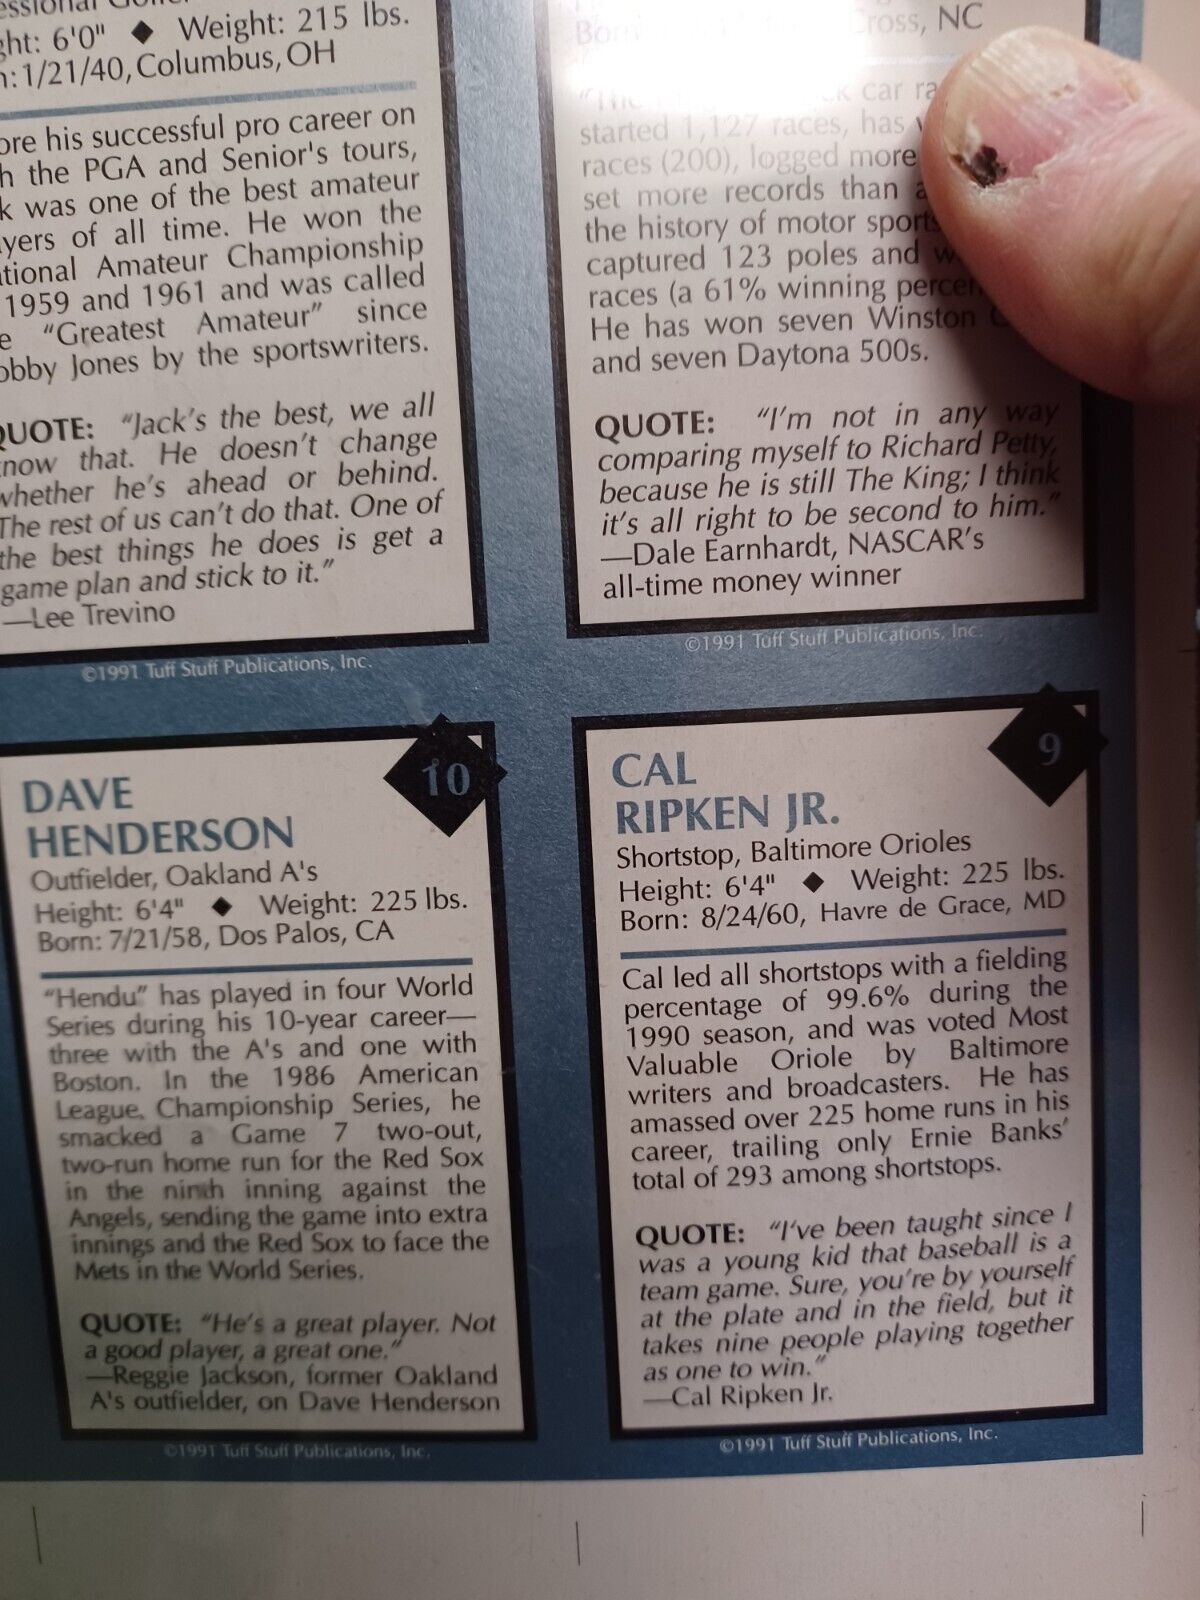 ght: 6'0" ◆ Weight: 215 lbs.
n: 1/21/40, Columbus, OH
ore his successful pro career on
h the PGA and Senior's tours,
k was one of the best amateur
yers of all time. He won the
ational Amateur Championship
1959 and 1961 and was called
e "Greatest Amateur" since
obby Jones by the sportswriters.
QUOTE: "Jack's the best, we all
know that. He doesn't change
whether he's ahead or behind.
The rest of us can't do that. One of
the best things he does is get a
game plan and stick to it."
—Lee Trevino
©1991 Tuff Stuff Publications, Inc.
Cross, NC
car ra
started 1,127 races, has
races (200), logged more
set more records than a
the history of motor sports
captured 123 poles and w
races (a 61% winning percen
He has won seven Winston C
and seven Daytona 500s.
QUOTE: "I'm not in any way
comparing myself to Richard Petty,
because he is still The King; I think
it's all right to be second to him."
—Dale Earnhardt, NASCAR's
all-time money winner
©1991 Tuff Stuff Publications, Inc.
10
DAVE
HENDERSON
Outfielder, Oakland A's
Height: 6'4" ◆ Weight: 225 lbs.
Born: 7/21/58, Dos Palos, CA
"Hendu" has played in four World
Series during his 10-year career—
three with the A's and one with
Boston. In the 1986 American
League Championship Series, he
smacked a Game 7 two-out,
two-run home run for the Red Sox
in the ninth inning against the
Angels, sending the game into extra
innings and the Red Sox to face the
Mets in the World Series.
QUOTE: "He's a great player. Not
a good player, a great one."
—Reggie Jackson, former Oakland
A's outfielder, on Dave Henderson
©1991 Tuff Stuff Publications, Inc.
9
CAL
RIPKEN JR.
Shortstop, Baltimore Orioles
Height: 6'4" ◆ Weight: 225 lbs.
Born: 8/24/60, Havre de Grace, MD
Cal led all shortstops with a fielding
percentage of 99.6% during the
1990 season, and was voted Most
Valuable Oriole by Baltimore
writers and broadcasters. He has
amassed over 225 home runs in his
career, trailing only Ernie Banks'
total of 293 among shortstops.
QUOTE: "I've been taught since I
was a young kid that baseball is a
team game. Sure, you're by yourself
at the plate and in the field, but it
takes nine people playing together
as one to win."
—Cal Ripken Jr.
©1991 Tuff Stuff Publications, Inc.